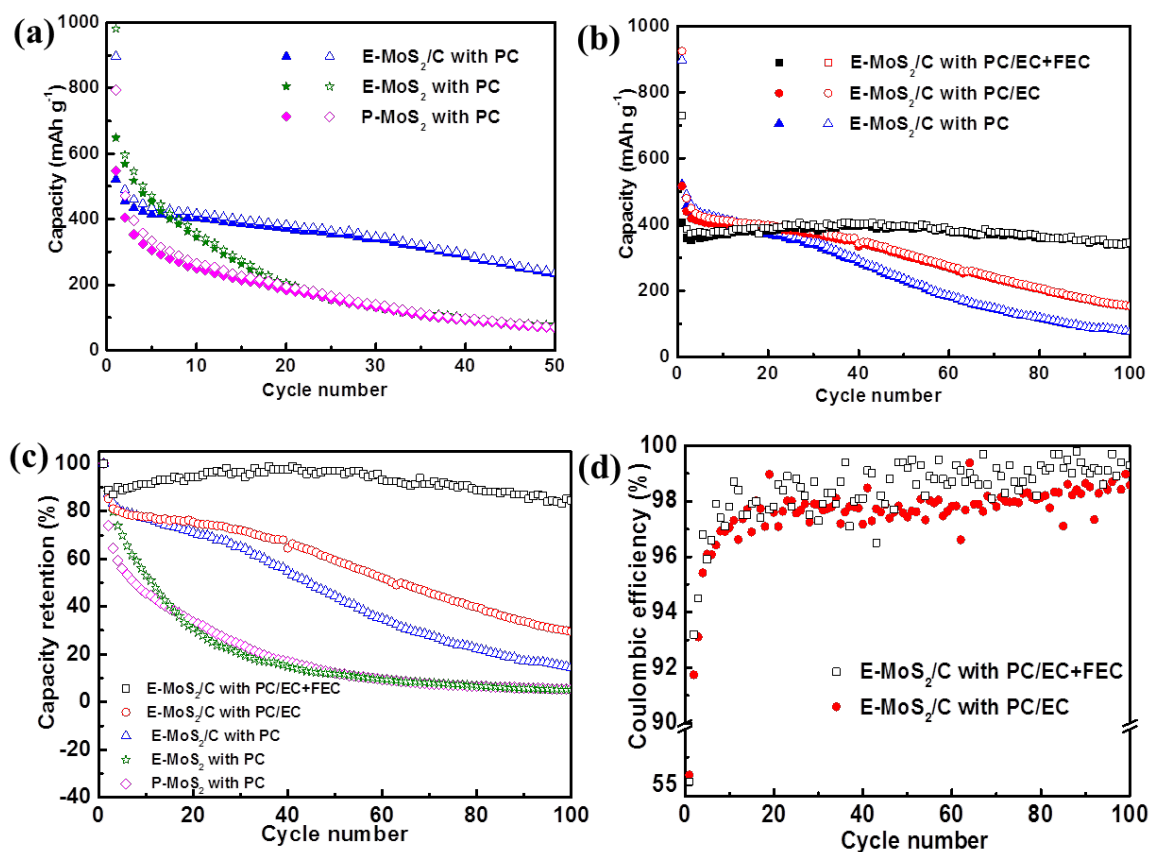 (a)
1000
800
600
400
200
0
0 10 20 30 40 50
Capacity (mAh g⁻¹)
Cycle number
E-MoS₂/C with PC
E-MoS₂ with PC
P-MoS₂ with PC
(b)
1000
800
600
400
200
0
0 20 40 60 80 100
Capacity (mAh g⁻¹)
Cycle number
E-MoS₂/C with PC/EC+FEC
E-MoS₂/C with PC/EC
E-MoS₂/C with PC
(c)
100
80
60
40
20
0
-20
-40
0 20 40 60 80 100
Capacity retention (%)
Cycle number
E-MoS₂/C with PC/EC+FEC
E-MoS₂/C with PC/EC
E-MoS₂/C with PC
E-MoS₂ with PC
P-MoS₂ with PC
(d)
100
98
96
94
92
90
55
0 20 40 60 80 100
Coulombic efficiency (%)
Cycle number
E-MoS₂/C with PC/EC+FEC
E-MoS₂/C with PC/EC